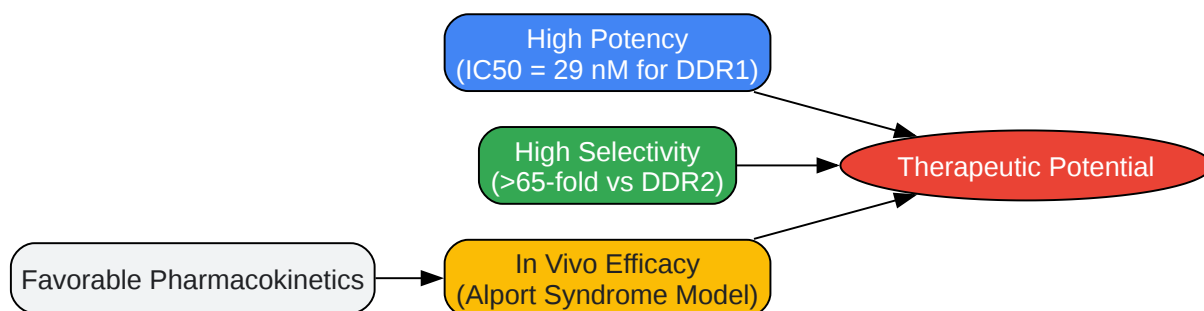 High Potency
(IC50 = 29 nM for DDR1)
High Selectivity
(>65-fold vs DDR2)
Therapeutic Potential
Favorable Pharmacokinetics
In Vivo Efficacy
(Alport Syndrome Model)